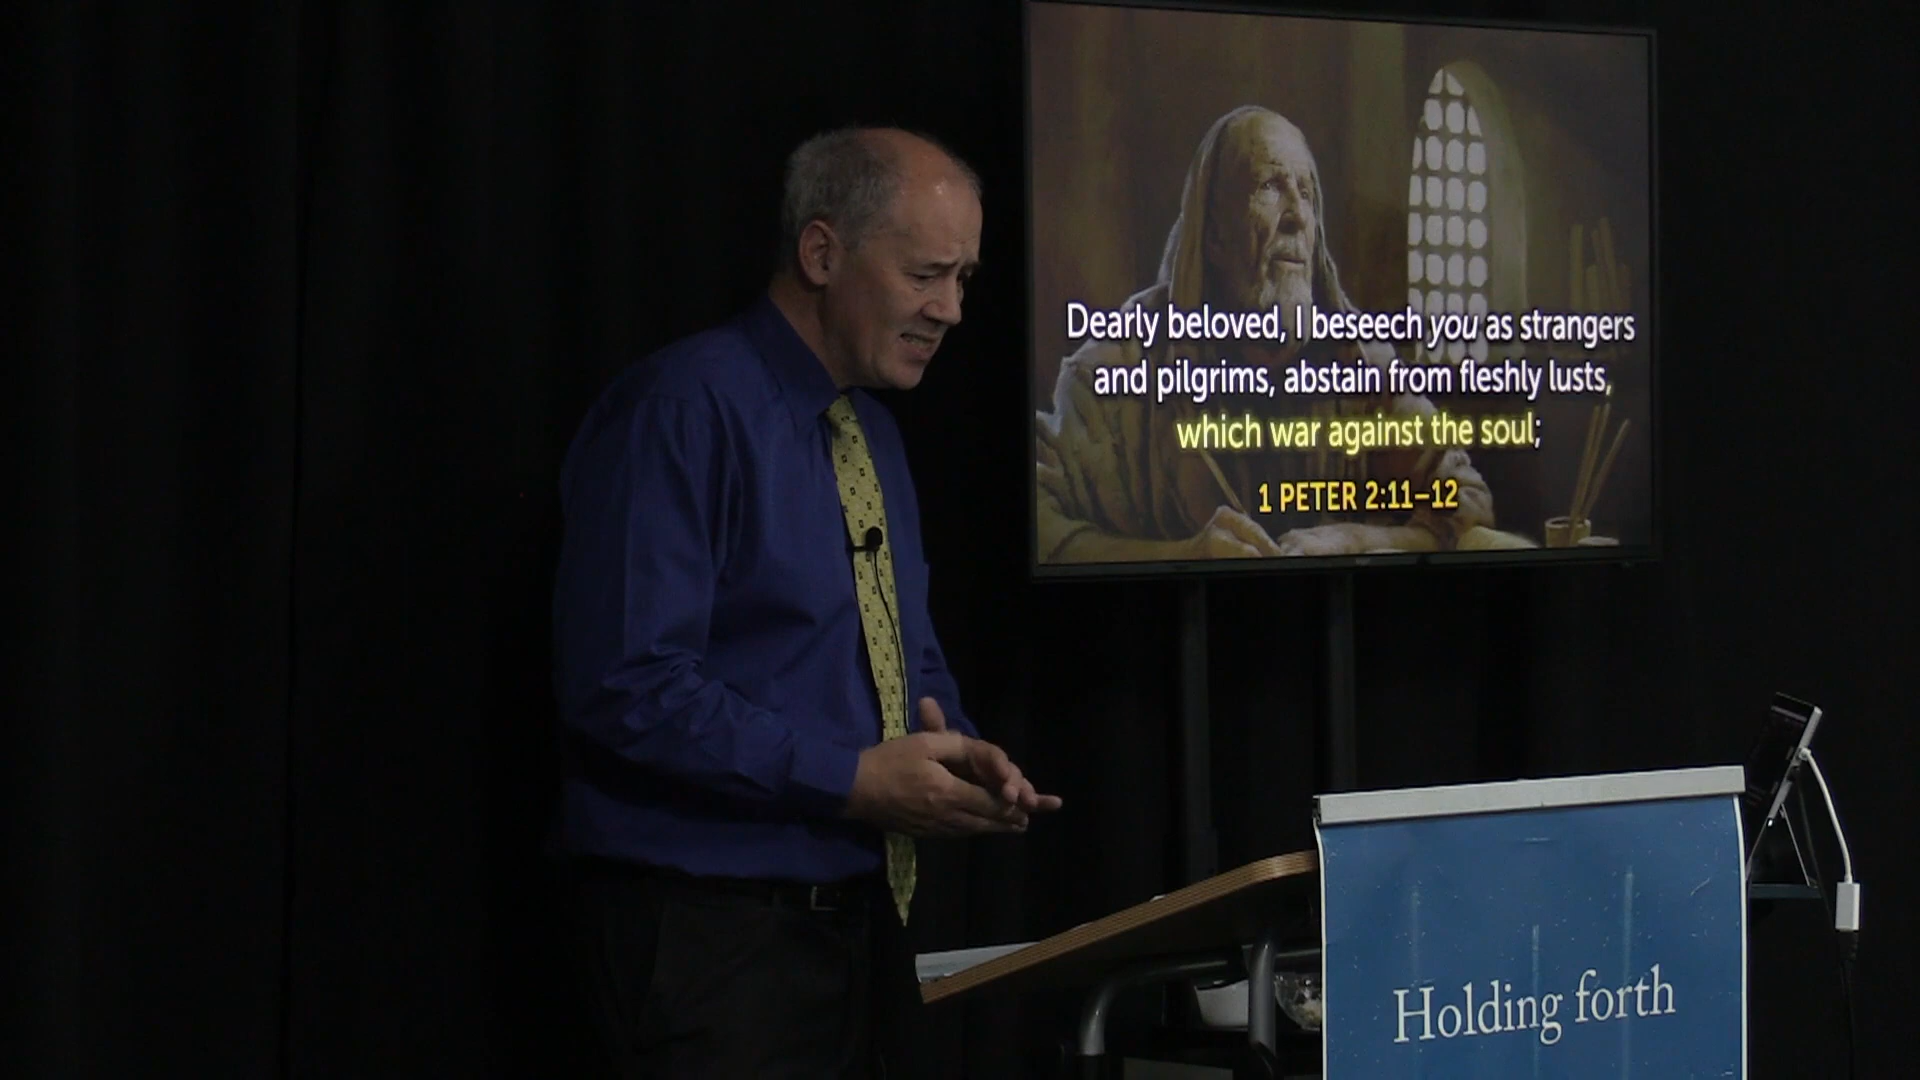 Dearly beloved, I beseech you as strangers
and pilgrims, abstain from fleshly lusts,
which war against the soul;
1 PETER 2:11–12
Holding forth